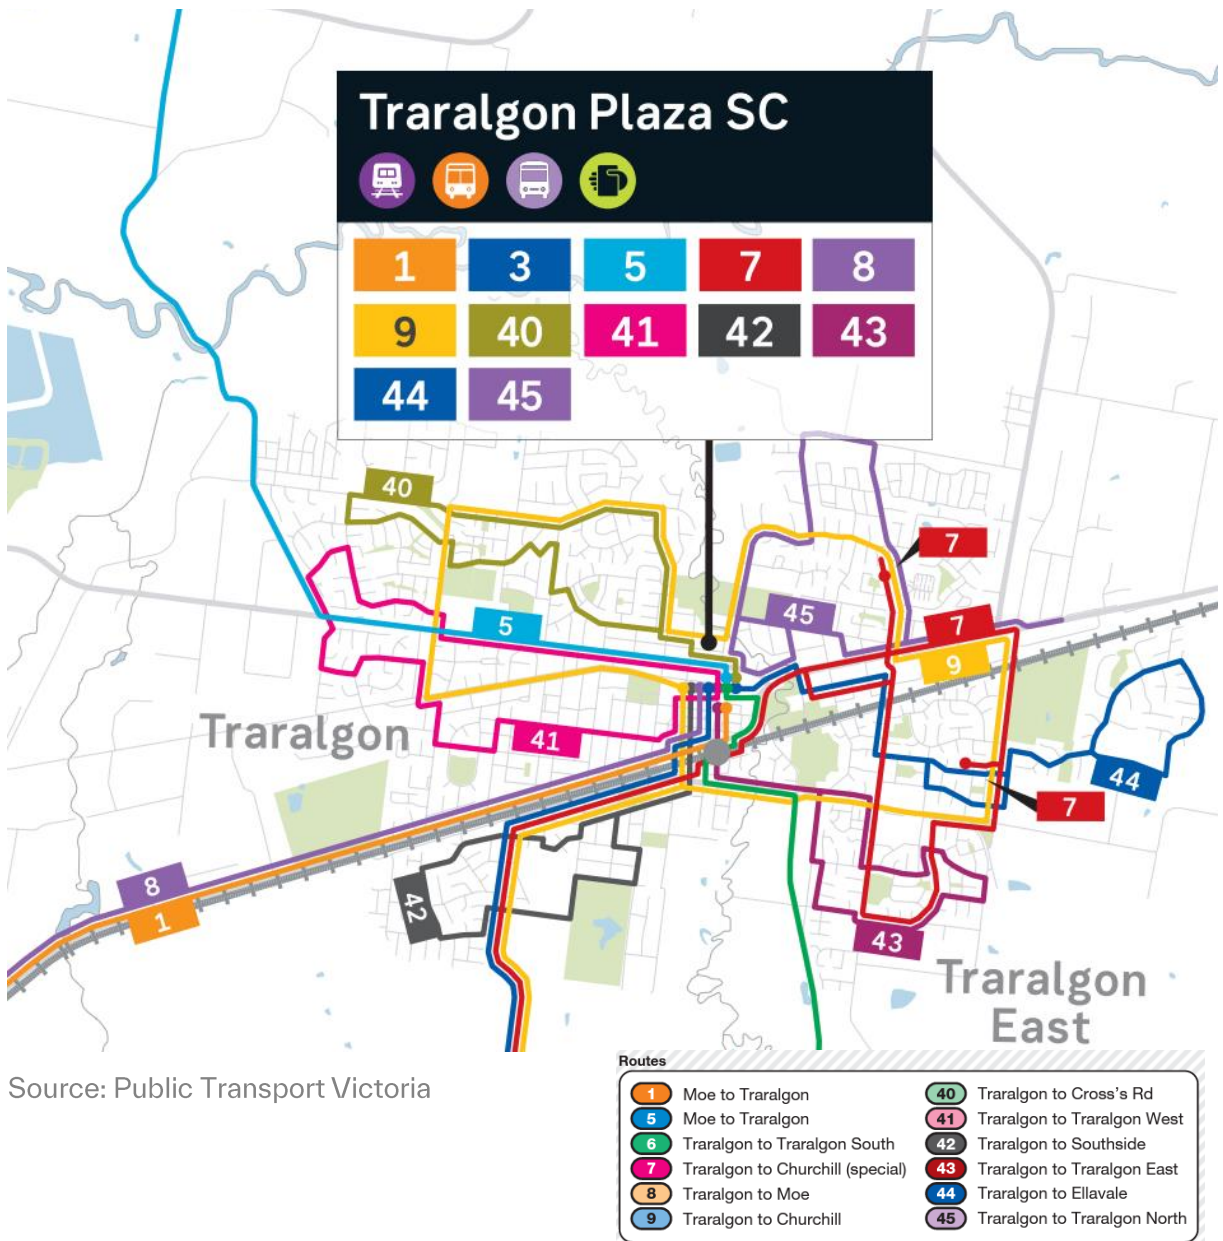 Traralgon Plaza SC
1 3 5 7 8
9 40 41 42 43
44 45
40
7
45
7
5
9
Traralgon
41
44
7
8
1
42
43
Traralgon
East
Source: Public Transport Victoria
Routes
1 Moe to Traralgon
5 Moe to Traralgon
6 Traralgon to Traralgon South
7 Traralgon to Churchill (special)
8 Traralgon to Moe
9 Traralgon to Churchill
40 Traralgon to Cross's Rd
41 Traralgon to Traralgon West
42 Traralgon to Southside
43 Traralgon to Traralgon East
44 Traralgon to Ellavale
45 Traralgon to Traralgon North